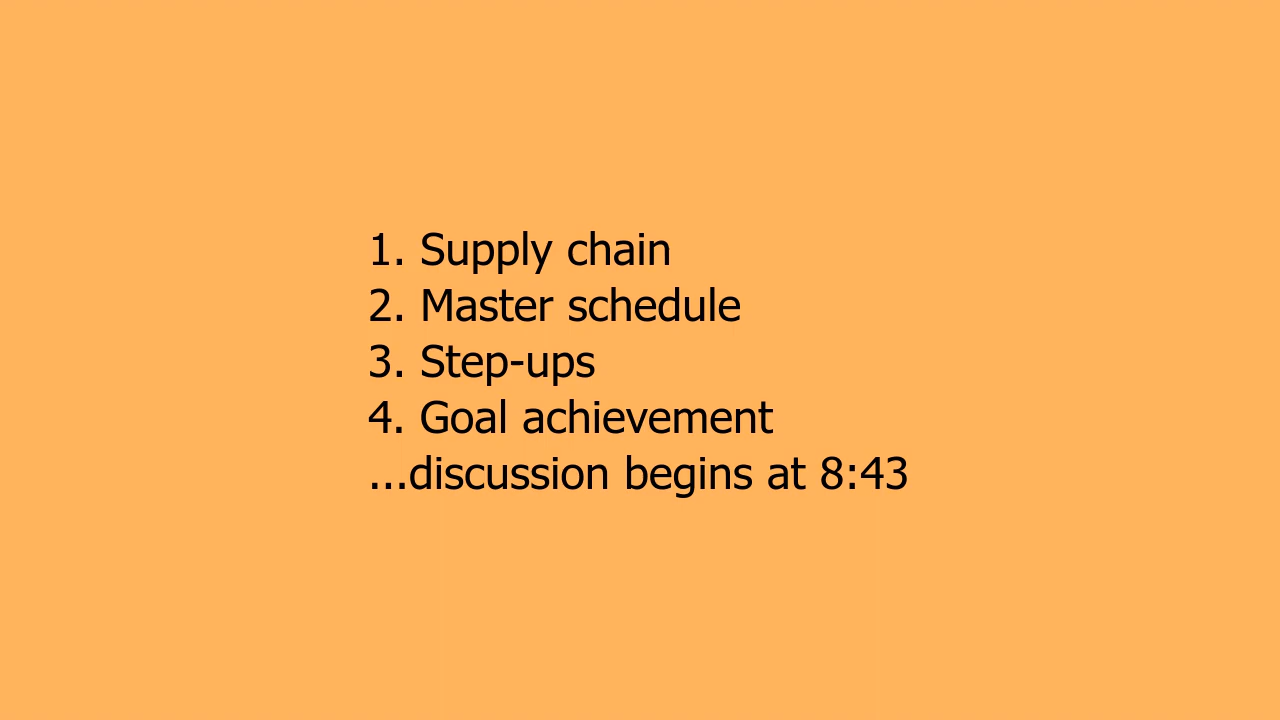 1. Supply chain
2. Master schedule
3. Step-ups
4. Goal achievement
...discussion begins at 8:43